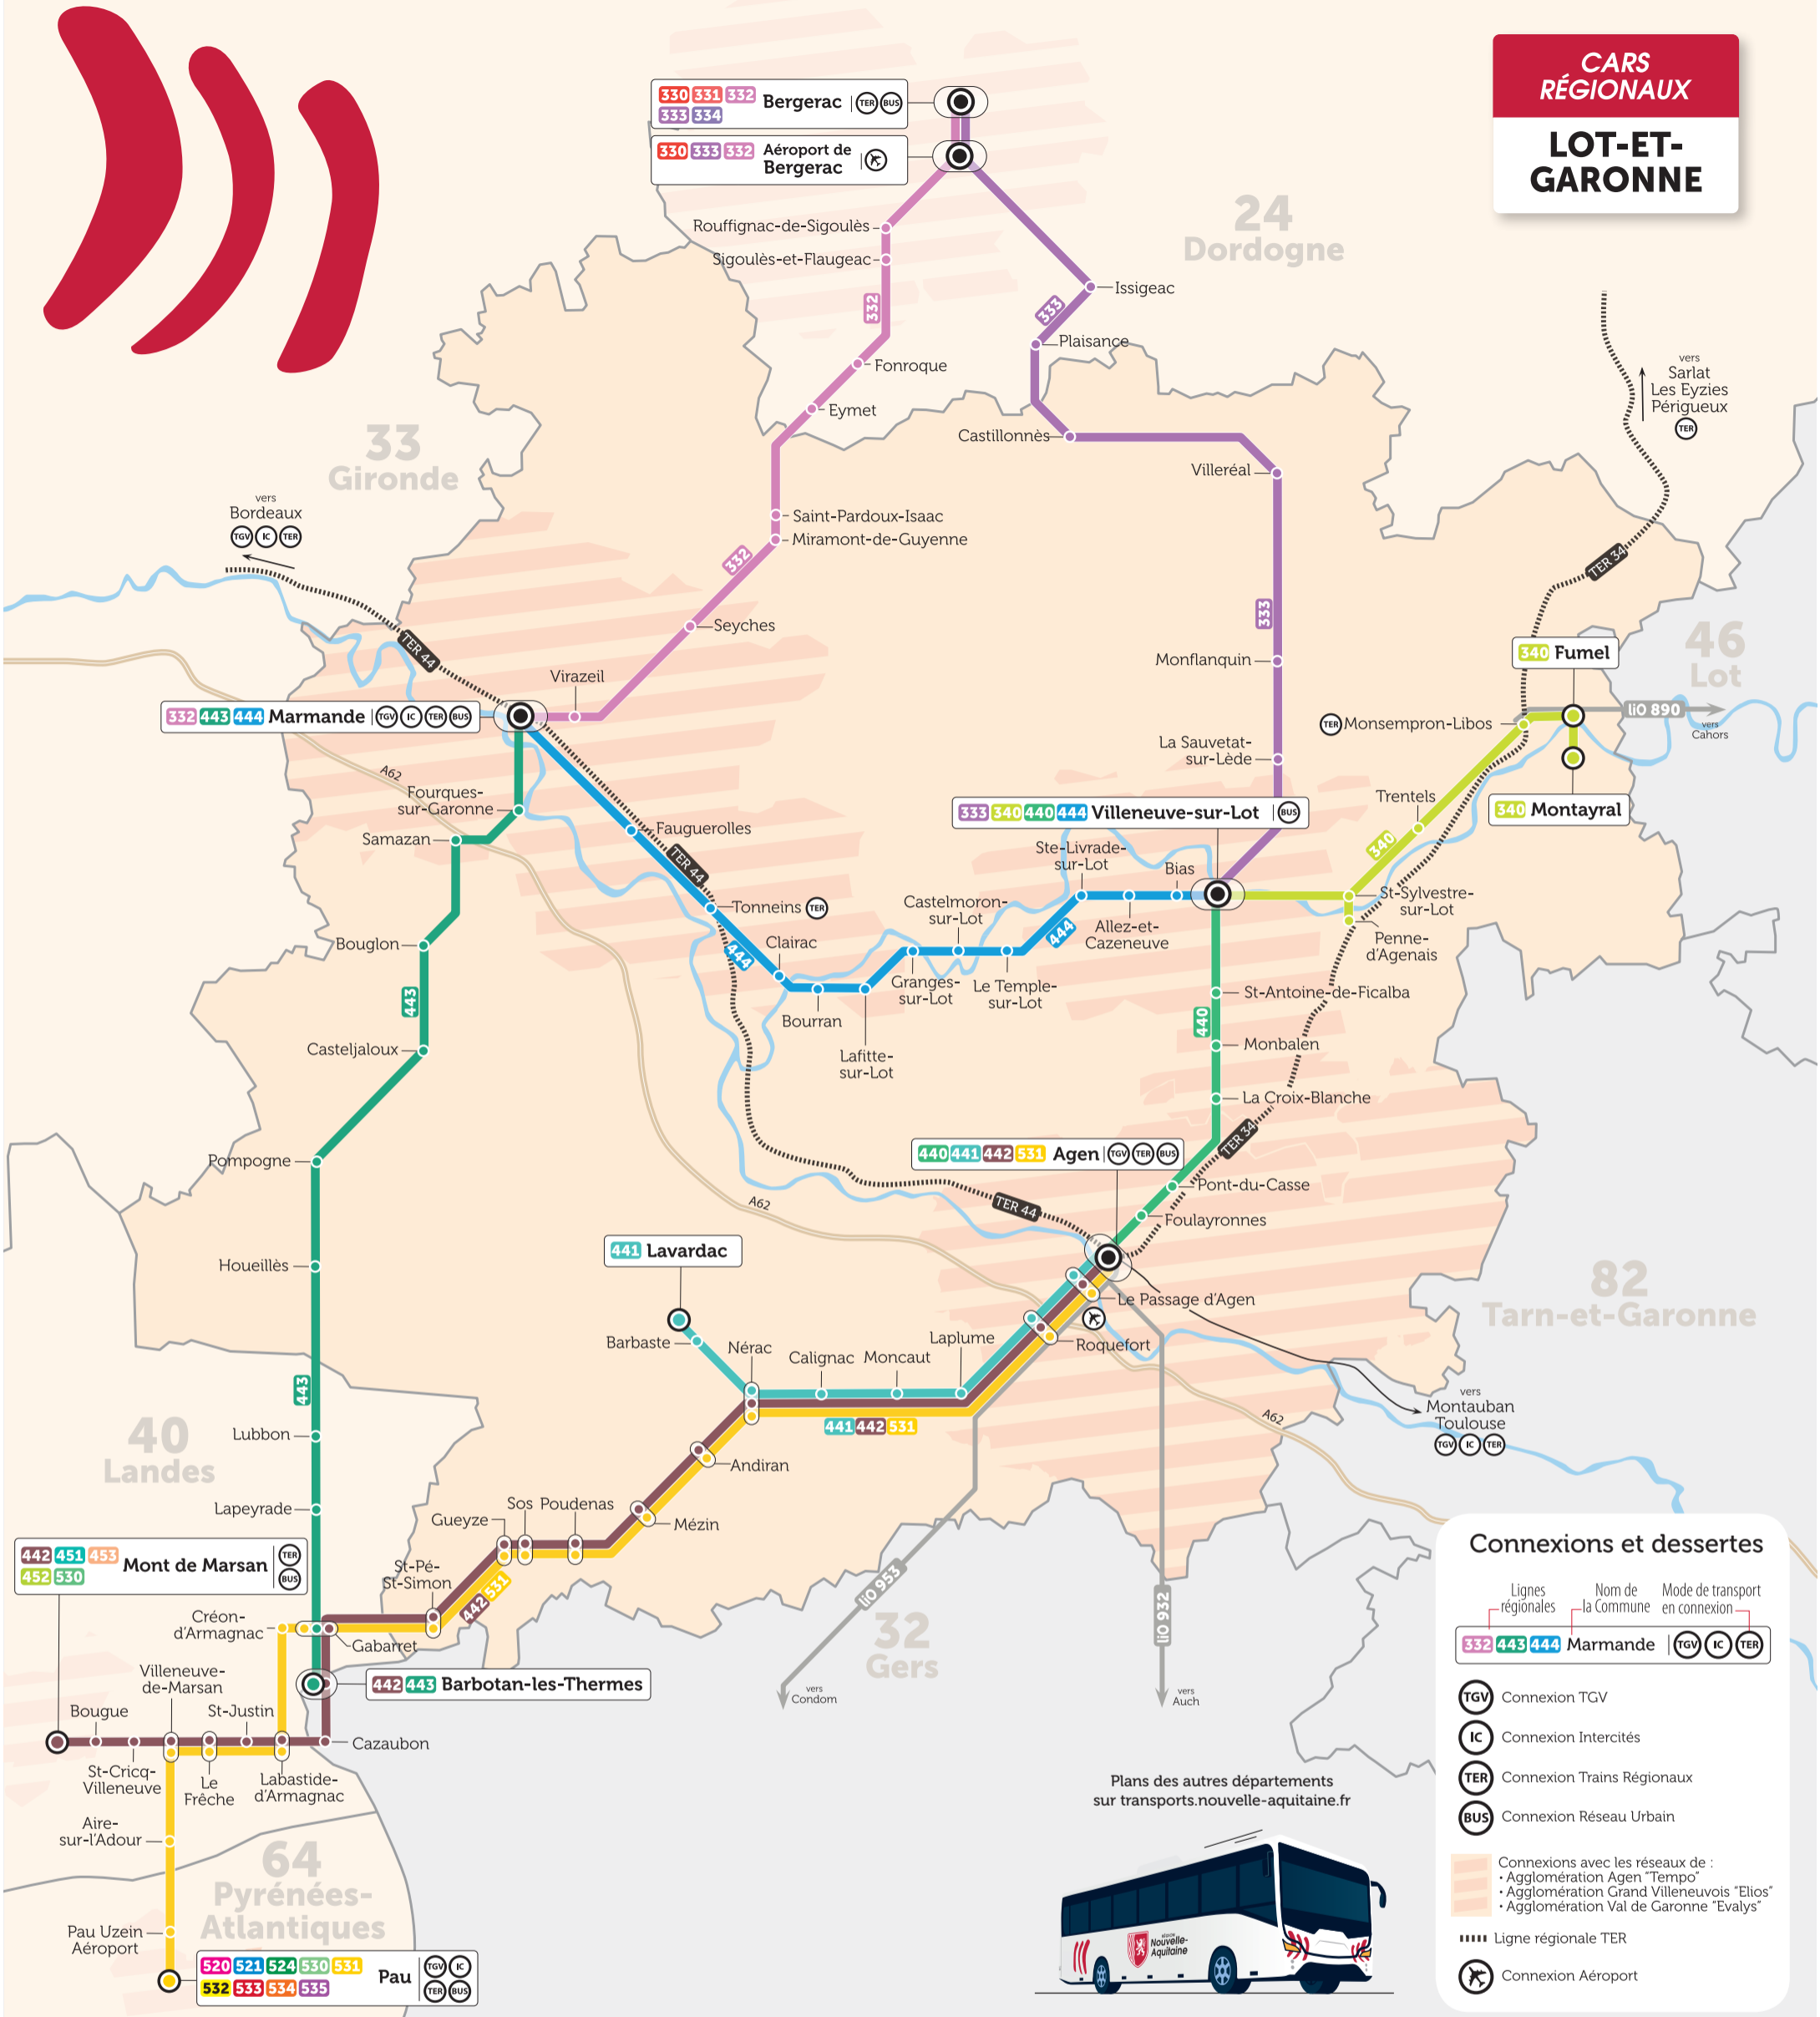 CARS
RÉGIONAUX
LOT-ET-
GARONNE
330 331 332
333 334
Bergerac
TER BUS
330 333 332
Aéroport de
Bergerac
Rouffignac-de-Sigoulès
Sigoulès-et-Flaugeac
332
Fonroque
Eymet
Issigeac
333
Plaisance
Castillonnès
Villeréal
24
Dordogne
vers
Sarlat
Les Eyzies
Périgueux
TER
33
Gironde
vers
Bordeaux
TGV IC TER
Saint-Pardoux-Isaac
Miramont-de-Guyenne
332
Seyches
Virazeil
TER 44
333
Monflanquin
TER 34
46
Lot
340 Fumel
332 443 444 Marmande TGV IC TER BUS
TER Monsempron-Libos
liO 890
vers
Cahors
La Sauvetat-
sur-Lède
A62
Fourques-
sur-Garonne
Samazan
Fauguerolles
TER 44
Tonneins TER
444
Clairac
Bourran
Lafitte-
sur-Lot
Granges-
sur-Lot
Castelmoron-
sur-Lot
Le Temple-
sur-Lot
444
Ste-Livrade-
sur-Lot
Allez-et-
Cazeneuve
Bias
333 340 440 444 Villeneuve-sur-Lot BUS
Trentels
340
340 Montayral
St-Sylvestre-
sur-Lot
Penne-
d'Agenais
Bouglon
443
Casteljaloux
St-Antoine-de-Ficalba
440
Monbalen
La Croix-Blanche
TER 34
Pompogne
440 441 442 531 Agen TGV TER BUS
Pont-du-Casse
Foulayronnes
A62
TER 44
Houeillès
441 Lavardac
Barbaste
Nérac
Calignac
Moncaut
Laplume
Le Passage d'Agen
Roquefort
441 442 531
82
Tarn-et-Garonne
vers
Montauban
Toulouse
TGV IC TER
A62
443
40
Landes
Lubbon
Lapeyrade
Andiran
Mézin
Poudenas
Sos
Gueyze
St-Pé-
St-Simon
442 531
442 451 453
452 530
Mont de Marsan
TER
BUS
Créon-
d'Armagnac
Gabarret
442 443 Barbotan-les-Thermes
liO 953
32
Gers
vers
Condom
liO 932
vers
Auch
Villeneuve-
de-Marsan
Bougue
St-Justin
Cazaubon
St-Cricq-
Villeneuve
Le
Frêche
Labastide-
d'Armagnac
Aire-
sur-l'Adour
64
Pyrénées-
Atlantiques
Pau Uzein
Aéroport
520 521 524 530 531
532 533 534 535
Pau
TGV IC
TER BUS
Plans des autres départements
sur transports.nouvelle-aquitaine.fr
RÉGION
Nouvelle-
Aquitaine
Connexions et dessertes
Lignes
régionales
Nom de
la Commune
Mode de transport
en connexion
332 443 444 Marmande TGV IC TER
TGV Connexion TGV
IC Connexion Intercités
TER Connexion Trains Régionaux
BUS Connexion Réseau Urbain
Connexions avec les réseaux de :
• Agglomération Agen "Tempo"
• Agglomération Grand Villeneuvois "Elios"
• Agglomération Val de Garonne "Evalys"
Ligne régionale TER
Connexion Aéroport